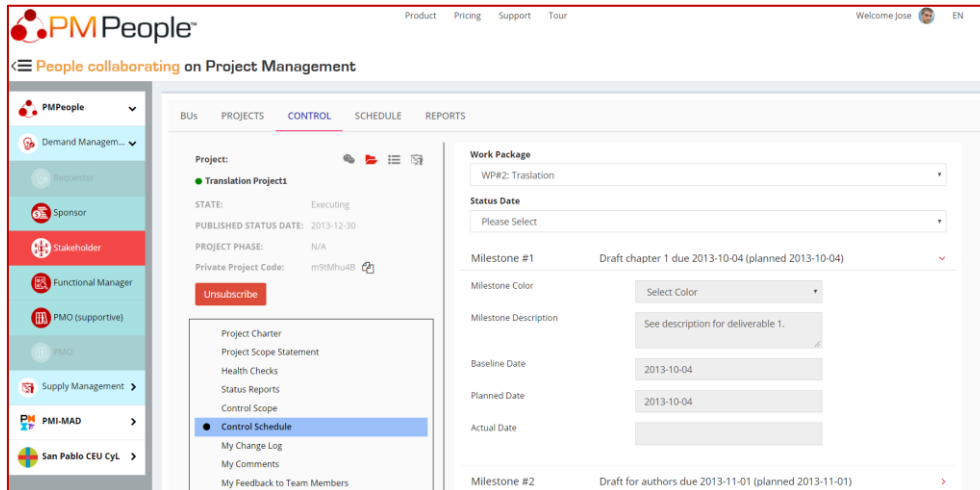 PMPeople™
Product Pricing Support Tour
Welcome Jose EN
People collaborating on Project Management
PMPeople
Demand Managem...
Requester
Sponsor
Stakeholder
Functional Manager
PMO (supportive)
PMO
Supply Management
PMI-MAD
San Pablo CEU CyL
BUs PROJECTS CONTROL SCHEDULE REPORTS
Project:
Translation Project1
STATE: Executing
PUBLISHED STATUS DATE: 2013-12-30
PROJECT PHASE: N/A
Private Project Code: m9tMhu4B
Unsubscribe
Project Charter
Project Scope Statement
Health Checks
Status Reports
Control Scope
Control Schedule
My Change Log
My Comments
My Feedback to Team Members
Work Package
WP#2: Traslation
Status Date
Please Select
Milestone #1 Draft chapter 1 due 2013-10-04 (planned 2013-10-04)
Milestone Color Select Color
Milestone Description See description for deliverable 1.
Baseline Date 2013-10-04
Planned Date 2013-10-04
Actual Date
Milestone #2 Draft for authors due 2013-11-01 (planned 2013-11-01)